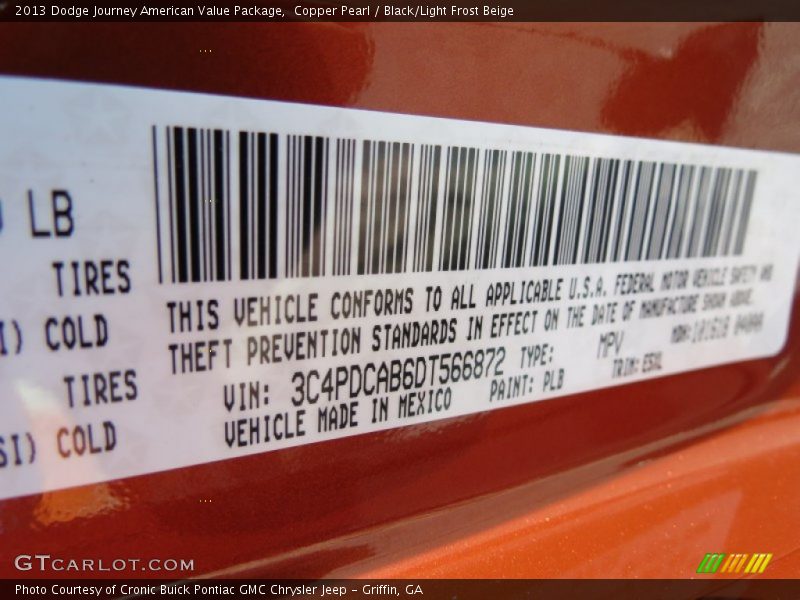 2013 Dodge Journey American Value Package,  Copper Pearl / Black/Light Frost Beige
LB
TIRES
COLD
TIRES
SI) COLD
THIS VEHICLE CONFORMS TO ALL APPLICABLE U.S.A. FEDERAL MOTOR VEHICLE SAFETY AND
THEFT PREVENTION STANDARDS IN EFFECT ON THE DATE OF MANUFACTURE SHOWN ABOVE.
VIN: 3C4PDCAB6DT566872 TYPE: MPV
VEHICLE MADE IN MEXICO PAINT: PLB TRIM:
GTCARLOT.COM
Photo Courtesy of Cronic Buick Pontiac GMC Chrysler Jeep - Griffin, GA